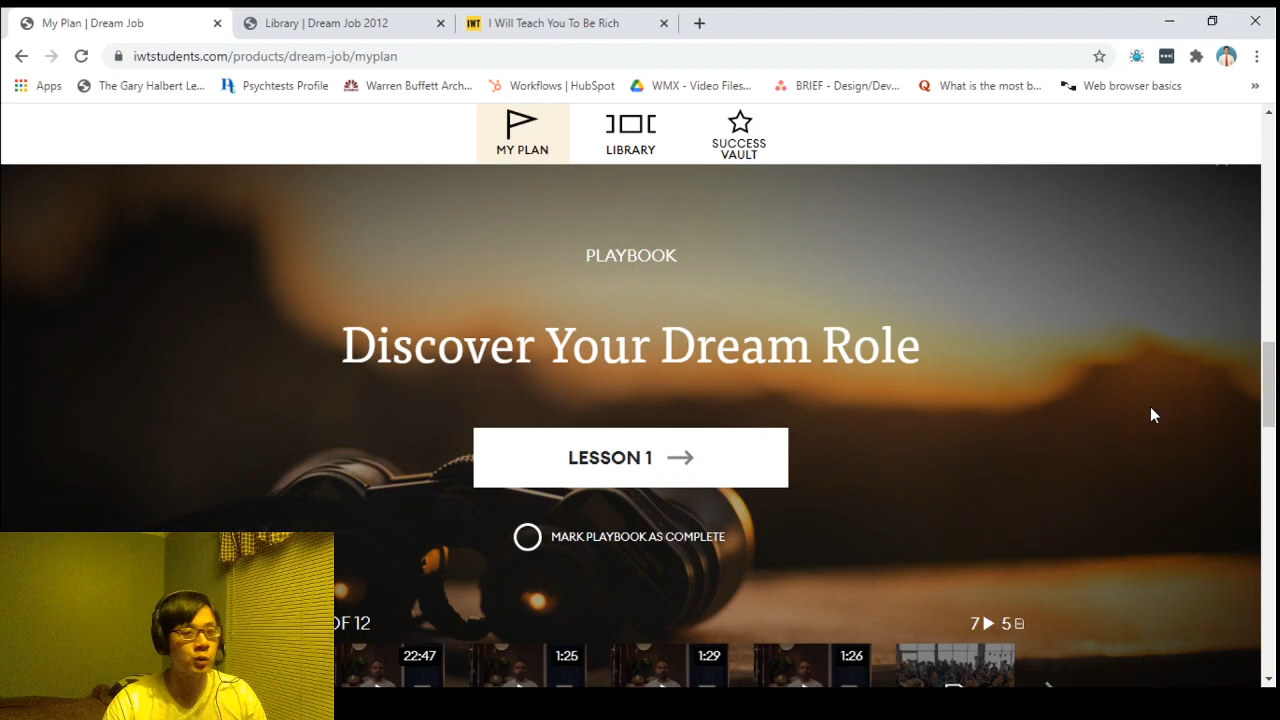 My Plan | Dream Job
Library | Dream Job 2012
IWT I Will Teach You To Be Rich
iwtstudents.com/products/dream-job/myplan
Apps
The Gary Halbert Le...
Psychtests Profile
Warren Buffett Arch...
Workflows | HubSpot
WMX - Video Files...
BRIEF - Design/Dev...
What is the most b...
Web browser basics
MY PLAN
LIBRARY
SUCCESS
VAULT
PLAYBOOK
Discover Your Dream Role
LESSON 1
MARK PLAYBOOK AS COMPLETE
OF 12
7 5
22:47
1:25
1:29
1:26